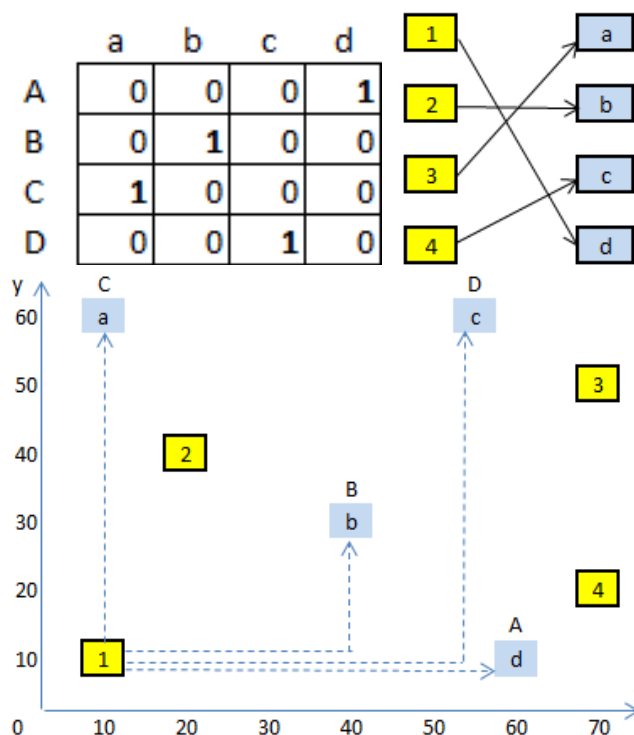 a b c d
A 0 0 0 1
B 0 1 0 0
C 1 0 0 0
D 0 0 1 0
1 a
2 b
3 c
4 d
y C D
60 a c
50 3
40 2
B
30 b
20 4
A
10 1 d
0 10 20 30 40 50 60 70